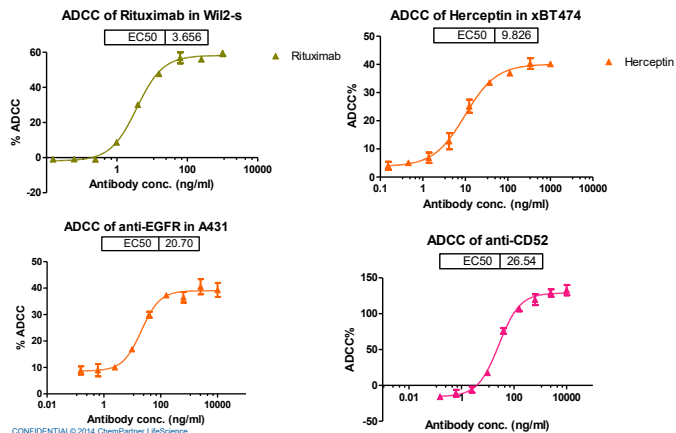 ADCC of Rituximab in Wil2-s
EC50 3.656
% ADCC
60
40
20
0
-20
1
100
10000
Antibody conc. (ng/ml)
Rituximab
ADCC of Herceptin in xBT474
EC50 9.826
ADCC%
50
40
30
20
10
0
0.1 1 10 100 1000 10000
Antibody conc. (ng/ml)
Herceptin
ADCC of anti-EGFR in A431
EC50 20.70
% ADCC
50
40
30
20
10
0
0.01 1 100 10000
Antibody conc. (ng/ml)
ADCC of anti-CD52
EC50 26.54
ADCC%
150
100
50
0
-50
0.01 1 100 10000
Antibody conc. (ng/ml)
CONFIDENTIAL© 2014 ChemPartner LifeScience